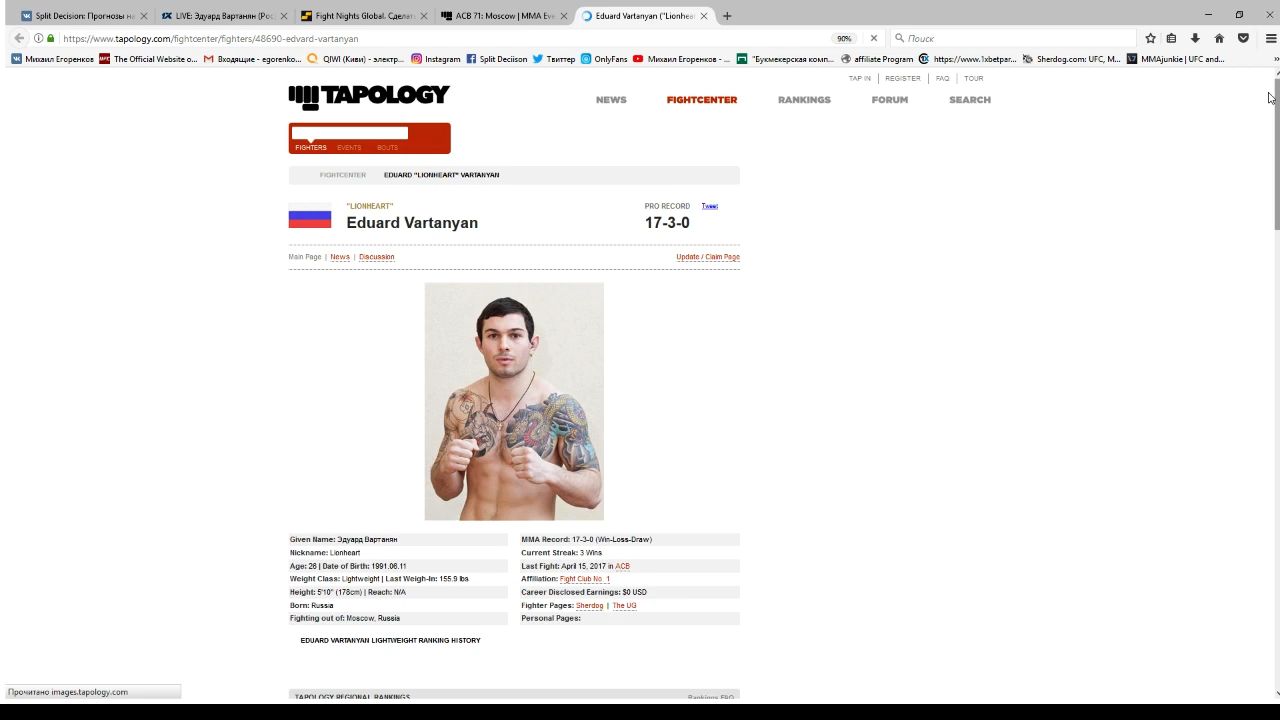 Split Decision: Прогнозы на
LIVE: Эдуард Вартанян (Рос
Fight Nights Global. Сделат
ACB 71: Moscow | MMA Eve
Eduard Vartanyan ("Lionhear
https://www.tapology.com/fightcenter/fighters/48690-edvard-vartanyan
90%
Поиск
Михаил Егоренков
The Official Website o...
Входящие - egorenko...
QIWI (Киви) - электр...
Instagram
Split Deciison
Твиттер
OnlyFans
Михаил Егоренков - ...
"Букмекерская комп...
affiliate Program
https://www.1xbetpar...
Sherdog.com: UFC, M...
MMAjunkie | UFC and...
TAP IN | REGISTER | FAQ | TOUR
TAPOLOGY
NEWS
FIGHTCENTER
RANKINGS
FORUM
SEARCH
FIGHTERS
EVENTS
BOUTS
FIGHTCENTER
EDUARD "LIONHEART" VARTANYAN
"LIONHEART"
Eduard Vartanyan
PRO RECORD
Tweet
17-3-0
Main Page | News | Discussion
Update / Claim Page
Given Name: Эдуард Вартанян
Nickname: Lionheart
Age: 26 | Date of Birth: 1991.06.11
Weight Class: Lightweight | Last Weigh-In: 155.9 lbs
Height: 5'10" (178cm) | Reach: N/A
Born: Russia
Fighting out of: Moscow, Russia
MMA Record: 17-3-0 (Win-Loss-Draw)
Current Streak: 3 Wins
Last Fight: April 15, 2017 in ACB
Affiliation: Fight Club No. 1
Career Disclosed Earnings: $0 USD
Fighter Pages: Sherdog | The UG
Personal Pages:
EDUARD VARTANYAN LIGHTWEIGHT RANKING HISTORY
TAPOLOGY REGIONAL RANKINGS
Rankings FAQ
Прочитано images.tapology.com